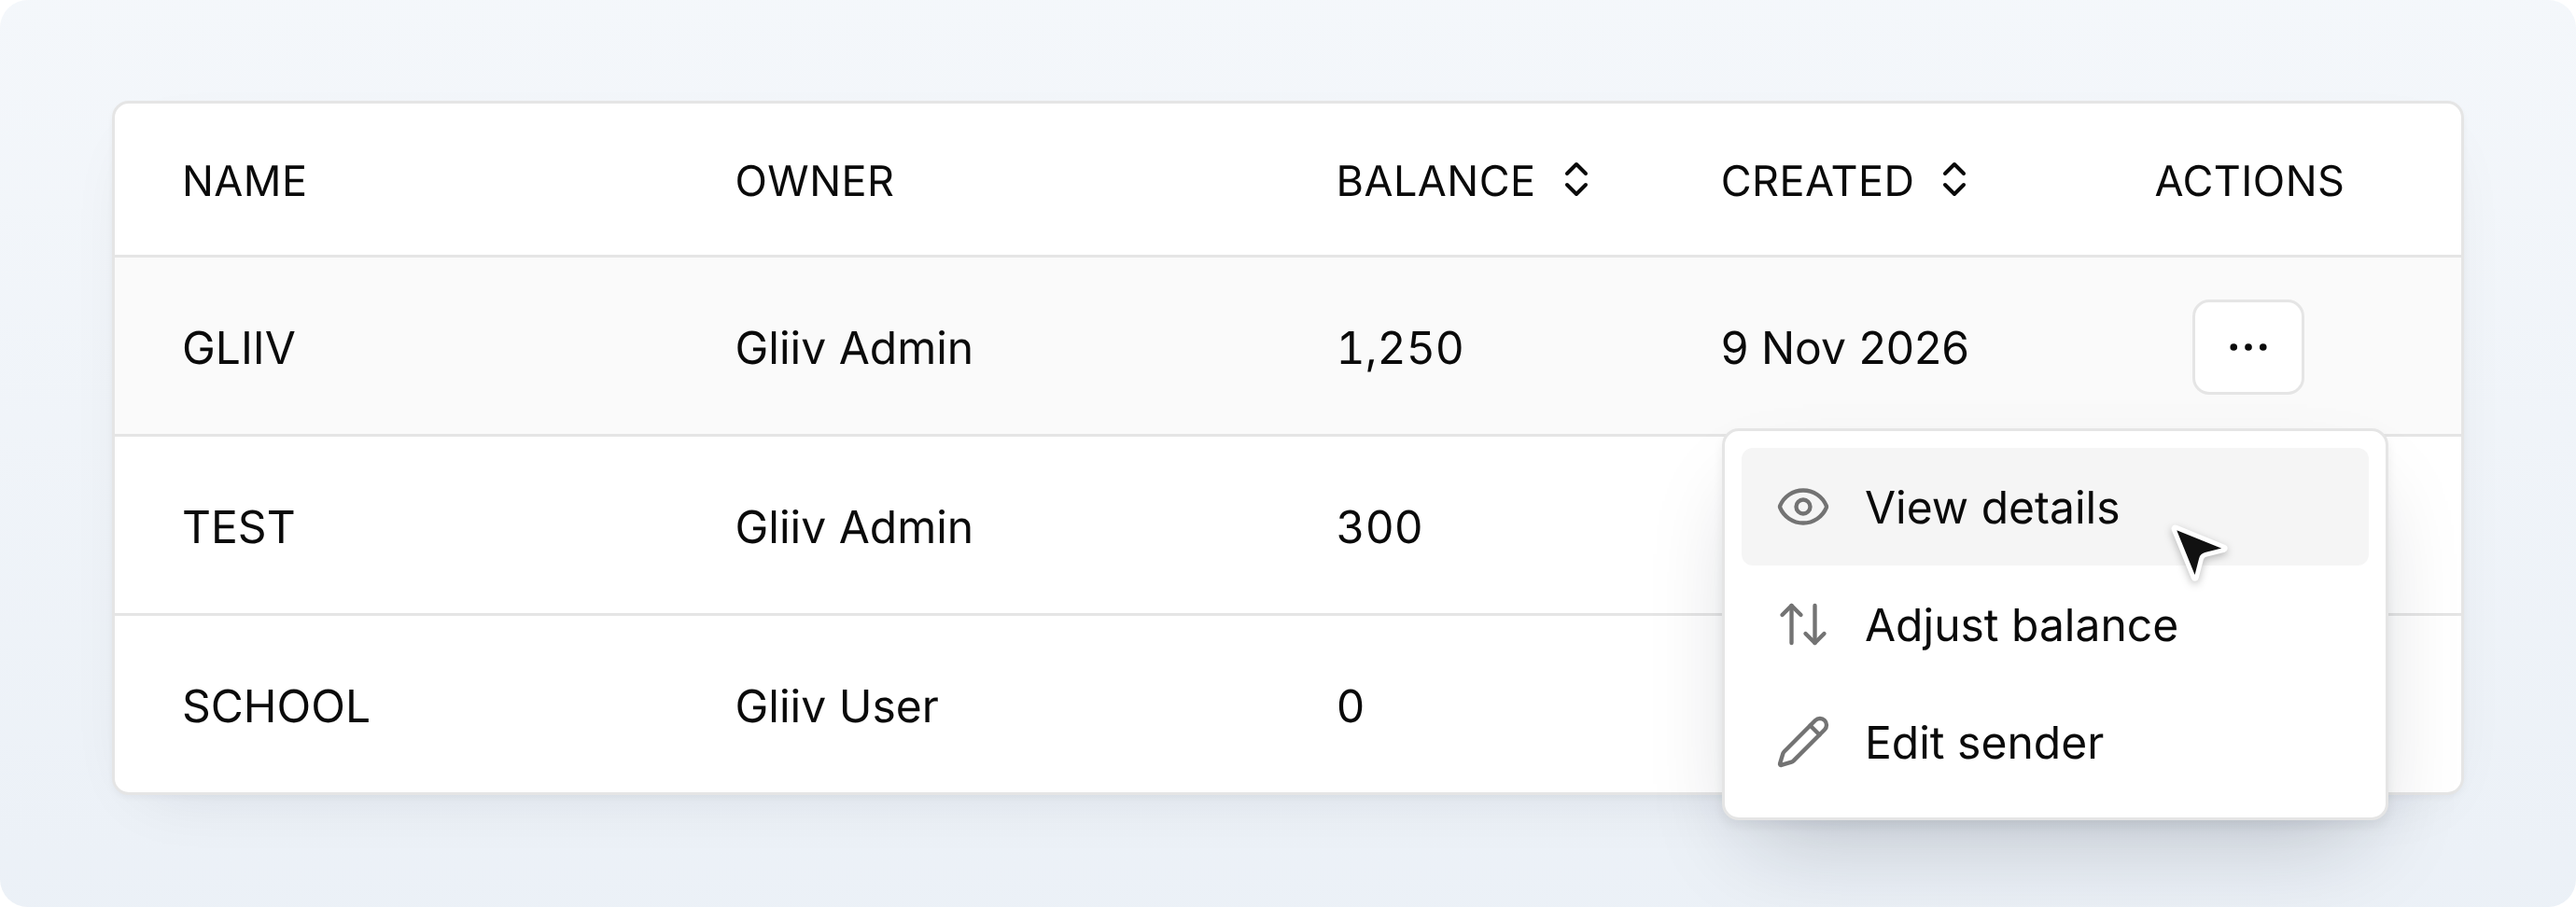 NAME OWNER BALANCE CREATED ACTIONS
GLIIV Gliiv Admin 1,250 9 Nov 2026
TEST Gliiv Admin 300
SCHOOL Gliiv User 0
View details
Adjust balance
Edit sender